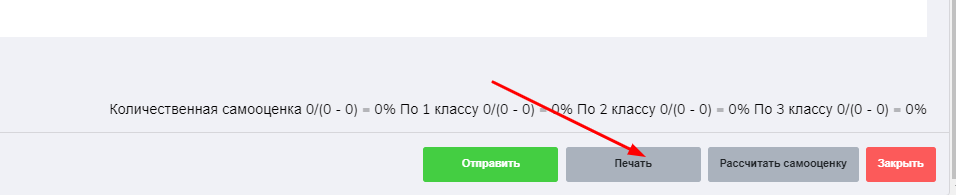 Количественная самооценка 0/(0 - 0) = 0% По 1 классу 0/(0 - 0) = 0% По 2 классу 0/(0 - 0) = 0% По 3 классу 0/(0 - 0) = 0%
Отправить Печать Рассчитать самооценку Закрыть